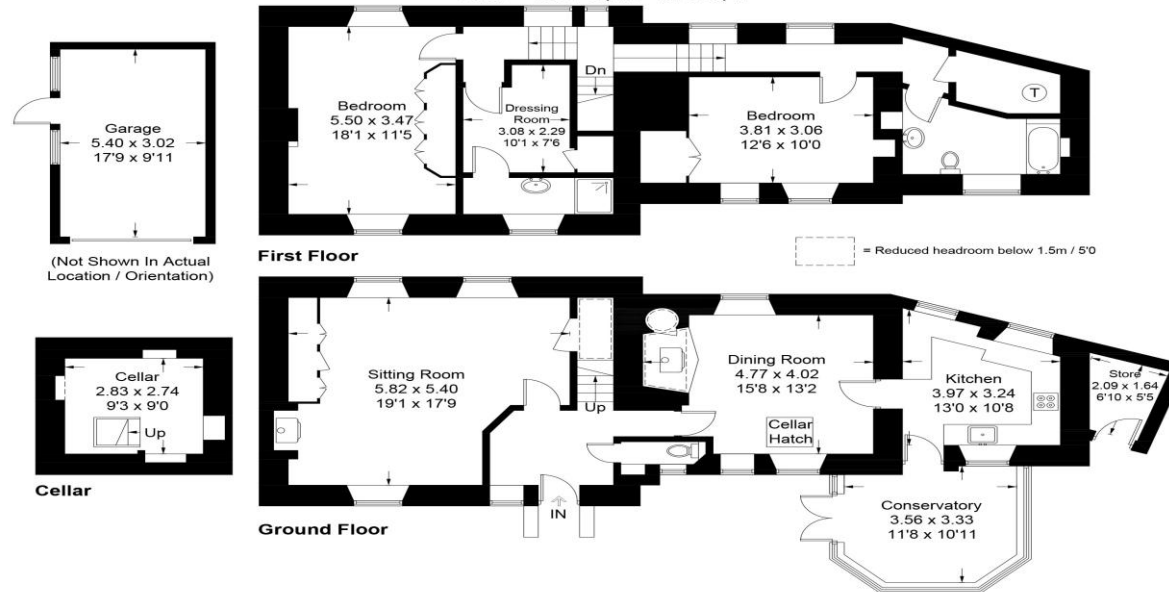 Garage
5.40 x 3.02
17'9 x 9'11
(Not Shown In Actual
Location / Orientation)
Bedroom
5.50 x 3.47
18'1 x 11'5
Dressing
Room
3.08 x 2.29
10'1 x 7'6
Dn
Bedroom
3.81 x 3.06
12'6 x 10'0
T
First Floor
= Reduced headroom below 1.5m / 5'0
Cellar
2.83 x 2.74
9'3 x 9'0
Up
Cellar
Sitting Room
5.82 x 5.40
19'1 x 17'9
Up
IN
Dining Room
4.77 x 4.02
15'8 x 13'2
Cellar
Hatch
Kitchen
3.97 x 3.24
13'0 x 10'8
Store
2.09 x 1.64
6'10 x 5'5
Conservatory
3.56 x 3.33
11'8 x 10'11
Ground Floor